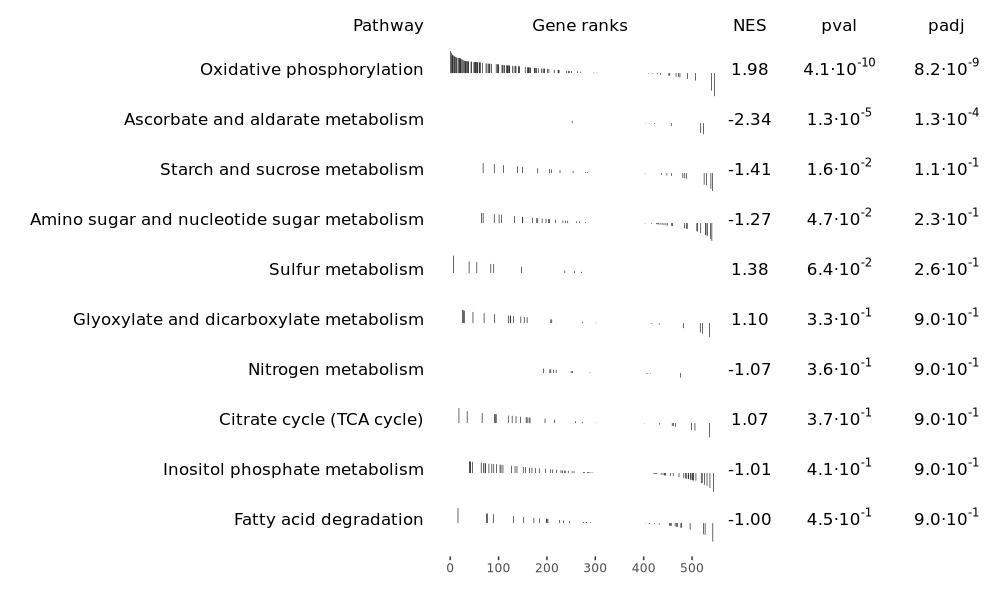 Pathway Gene ranks NES pval padj
Oxidative phosphorylation 1.98 4.1·10^-10 8.2·10^-9
Ascorbate and aldarate metabolism -2.34 1.3·10^-5 1.3·10^-4
Starch and sucrose metabolism -1.41 1.6·10^-2 1.1·10^-1
Amino sugar and nucleotide sugar metabolism -1.27 4.7·10^-2 2.3·10^-1
Sulfur metabolism 1.38 6.4·10^-2 2.6·10^-1
Glyoxylate and dicarboxylate metabolism 1.10 3.3·10^-1 9.0·10^-1
Nitrogen metabolism -1.07 3.6·10^-1 9.0·10^-1
Citrate cycle (TCA cycle) 1.07 3.7·10^-1 9.0·10^-1
Inositol phosphate metabolism -1.01 4.1·10^-1 9.0·10^-1
Fatty acid degradation -1.00 4.5·10^-1 9.0·10^-1
0 100 200 300 400 500